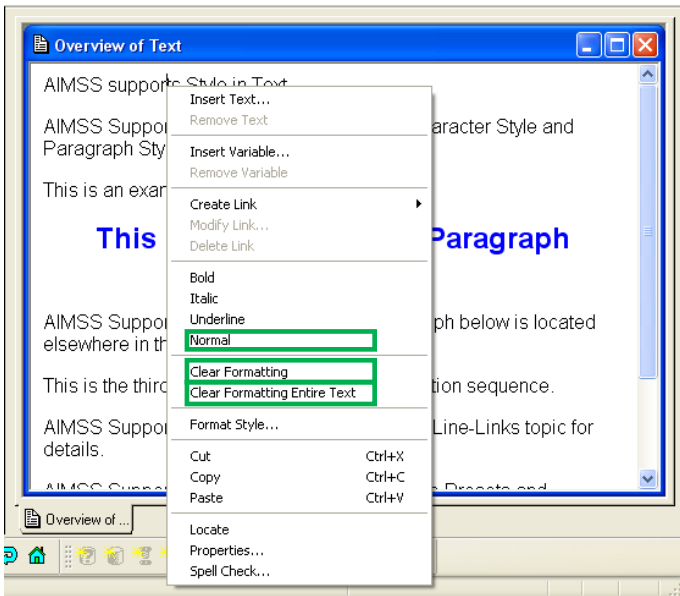 Overview of Text
AIMSS supports Style in Text
Insert Text...
Remove Text
AIMSS Suppor aracter Style and
Paragraph Sty
Insert Variable...
Remove Variable
This is an exar
Create Link
Modify Link...
Delete Link
This Paragraph
Bold
Italic
Underline
Normal
AIMSS Suppor ph below is located
elsewhere in th
Clear Formatting
Clear Formatting Entire Text
This is the thir tion sequence.
Format Style...
AIMSS Suppor Line-Links topic for
details.
Cut Ctrl+X
Copy Ctrl+C
Paste Ctrl+V
Overview of ...
Locate
Properties...
Spell Check...